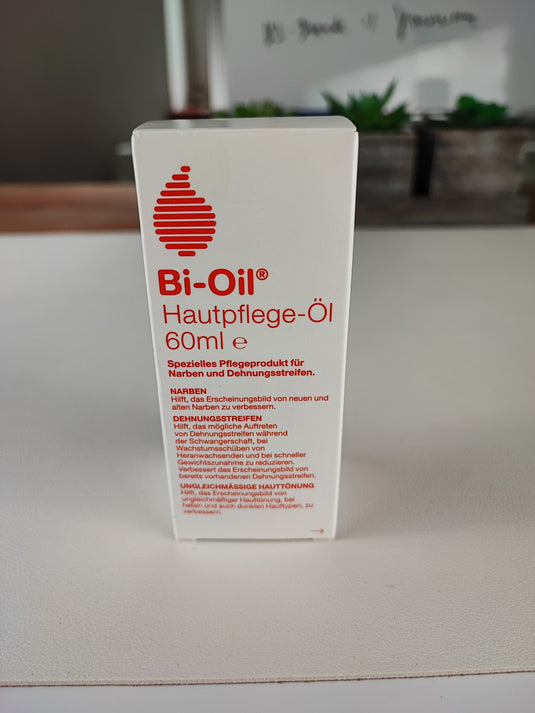 Bi-Oil®
Hautpflege-Öl
60ml ℮
Spezielles Pflegeprodukt für
Narben und Dehnungsstreifen.
NARBEN
Hilft, das Erscheinungsbild von neuen und
alten Narben zu verbessern.
DEHNUNGSSTREIFEN
Hilft, das mögliche Auftreten
von Dehnungsstreifen während
der Schwangerschaft, bei
Wachstumsschüben von
Heranwachsenden und bei schneller
Gewichtszunahme zu reduzieren.
Verbessert das Erscheinungsbild von
bereits vorhandenen Dehnungsstreifen.
UNGLEICHMÄSSIGE HAUTTÖNUNG
Hilft, das Erscheinungsbild von
ungleichmäßiger Hauttönung, bei
hellen und auch dunklen Hauttypen, zu
verbessern.